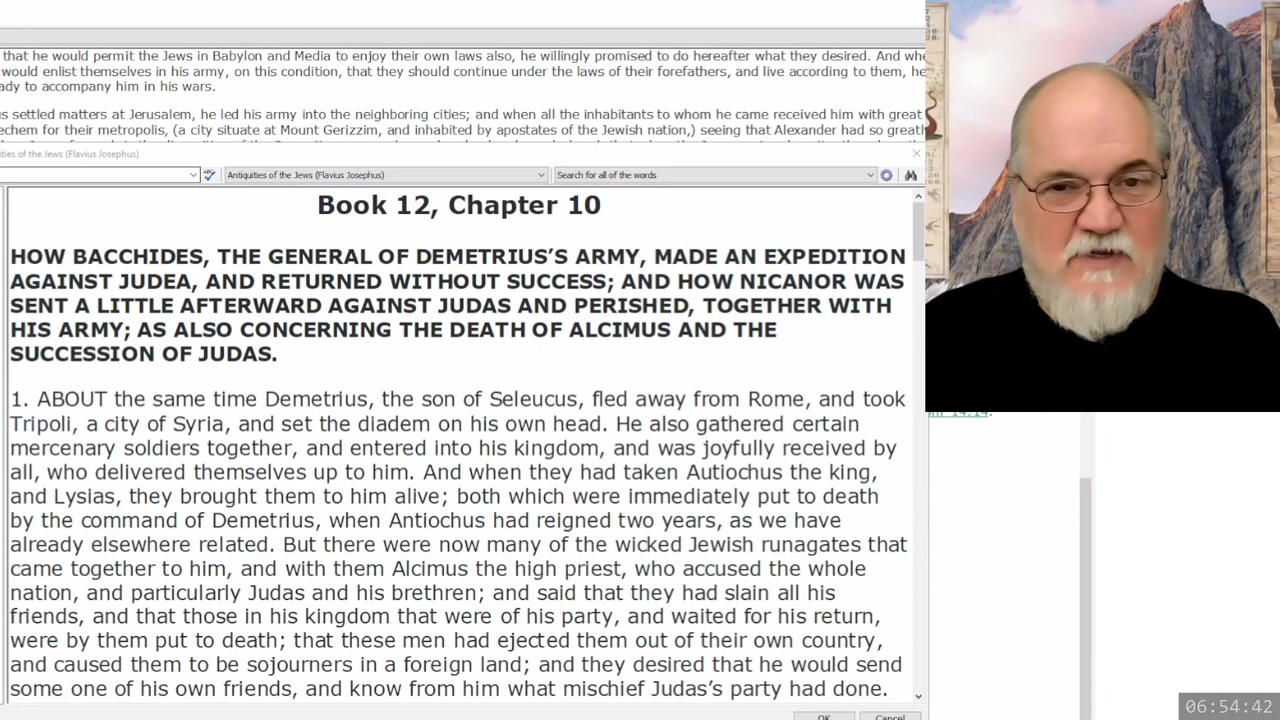 that he would permit the Jews in Babylon and Media to enjoy their own laws also, he willingly promised to do hereafter what they desired. And whe
would enlist themselves in his army, on this condition, that they should continue under the laws of their forefathers, and live according to them, he
ady to accompany him in his wars.
s settled matters at Jerusalem, he led his army into the neighboring cities; and when all the inhabitants to whom he came received him with great
echem for their metropolis, (a city situate at Mount Gerizzim, and inhabited by apostates of the Jewish nation,) seeing that Alexander had so greatl
ities of the Jews (Flavius Josephus)
Antiquities of the Jews (Flavius Josephus)
Search for all of the words
Book 12, Chapter 10
HOW BACCHIDES, THE GENERAL OF DEMETRIUS’S ARMY, MADE AN EXPEDITION
AGAINST JUDEA, AND RETURNED WITHOUT SUCCESS; AND HOW NICANOR WAS
SENT A LITTLE AFTERWARD AGAINST JUDAS AND PERISHED, TOGETHER WITH
HIS ARMY; AS ALSO CONCERNING THE DEATH OF ALCIMUS AND THE
SUCCESSION OF JUDAS.
1. ABOUT the same time Demetrius, the son of Seleucus, fled away from Rome, and took
Tripoli, a city of Syria, and set the diadem on his own head. He also gathered certain
mercenary soldiers together, and entered into his kingdom, and was joyfully received by
all, who delivered themselves up to him. And when they had taken Autiochus the king,
and Lysias, they brought them to him alive; both which were immediately put to death
by the command of Demetrius, when Antiochus had reigned two years, as we have
already elsewhere related. But there were now many of the wicked Jewish runagates that
came together to him, and with them Alcimus the high priest, who accused the whole
nation, and particularly Judas and his brethren; and said that they had slain all his
friends, and that those in his kingdom that were of his party, and waited for his return,
were by them put to death; that these men had ejected them out of their own country,
and caused them to be sojourners in a foreign land; and they desired that he would send
some one of his own friends, and know from him what mischief Judas’s party had done.
OK
Cancel
06:54:42